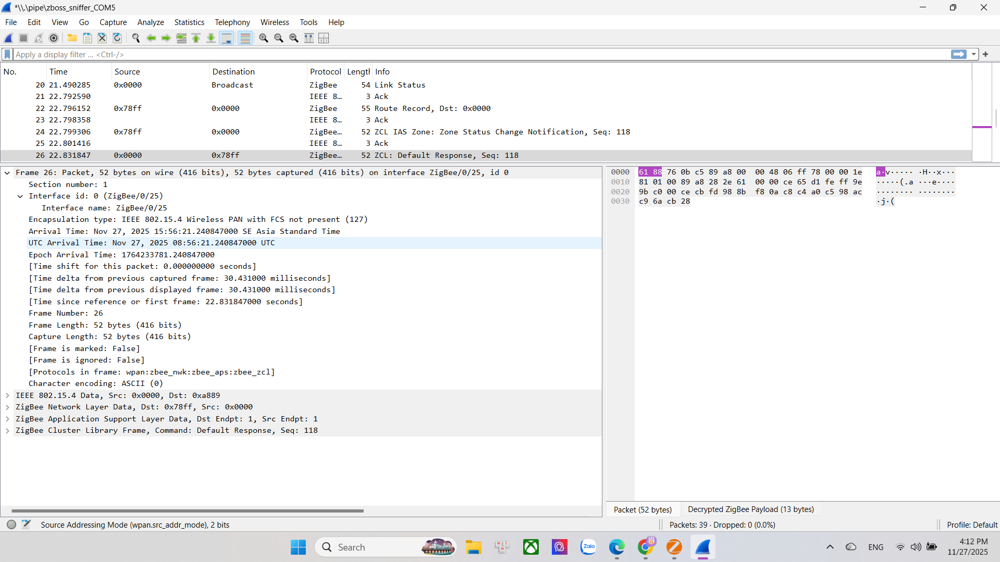 *\\.\pipe\zboss_sniffer_COM5
File Edit View Go Capture Analyze Statistics Telephony Wireless Tools Help
Apply a display filter … <Ctrl-/>
No. Time Source Destination Protocol Length Info
20 21.490285 0x0000 Broadcast ZigBee 54 Link Status
21 22.792590 IEEE 8… 3 Ack
22 22.796152 0x78ff 0x0000 ZigBee 55 Route Record, Dst: 0x0000
23 22.798358 IEEE 8… 3 Ack
24 22.799306 0x78ff 0x0000 ZigBee… 52 ZCL IAS Zone: Zone Status Change Notification, Seq: 118
25 22.801416 IEEE 8… 3 Ack
26 22.831847 0x0000 0x78ff ZigBee… 52 ZCL: Default Response, Seq: 118
Frame 26: Packet, 52 bytes on wire (416 bits), 52 bytes captured (416 bits) on interface ZigBee/0/25, id 0
Section number: 1
Interface id: 0 (ZigBee/0/25)
Interface name: ZigBee/0/25
Encapsulation type: IEEE 802.15.4 Wireless PAN with FCS not present (127)
Arrival Time: Nov 27, 2025 15:56:21.240847000 SE Asia Standard Time
UTC Arrival Time: Nov 27, 2025 08:56:21.240847000 UTC
Epoch Arrival Time: 1764233781.240847000
[Time shift for this packet: 0.000000000 seconds]
[Time delta from previous captured frame: 30.431000 milliseconds]
[Time delta from previous displayed frame: 30.431000 milliseconds]
[Time since reference or first frame: 22.831847000 seconds]
Frame Number: 26
Frame Length: 52 bytes (416 bits)
Capture Length: 52 bytes (416 bits)
[Frame is marked: False]
[Frame is ignored: False]
[Protocols in frame: wpan:zbee_nwk:zbee_aps:zbee_zcl]
Character encoding: ASCII (0)
IEEE 802.15.4 Data, Src: 0x0000, Dst: 0xa889
ZigBee Network Layer Data, Dst: 0x78ff, Src: 0x0000
ZigBee Application Support Layer Data, Dst Endpt: 1, Src Endpt: 1
ZigBee Cluster Library Frame, Command: Default Response, Seq: 118
0000 61 88 76 0b c5 89 a8 00 00 48 06 ff 78 00 00 1e a·v····· ·H··x···
0010 81 01 00 89 a8 28 2e 61 00 00 ce 65 d1 fe ff 9e ·····(.a ···e····
0020 9b c0 00 ce cb fd 98 8b f8 0a c8 c4 a0 c5 98 ac ········ ········
0030 c9 6a cb 28 ·j·(
Packet (52 bytes) Decrypted ZigBee Payload (13 bytes)
Source Addressing Mode (wpan.src_addr_mode), 2 bits Packets: 39 · Dropped: 0 (0.0%) Profile: Default
Search Zalo ENG 4:12 PM
11/27/2025